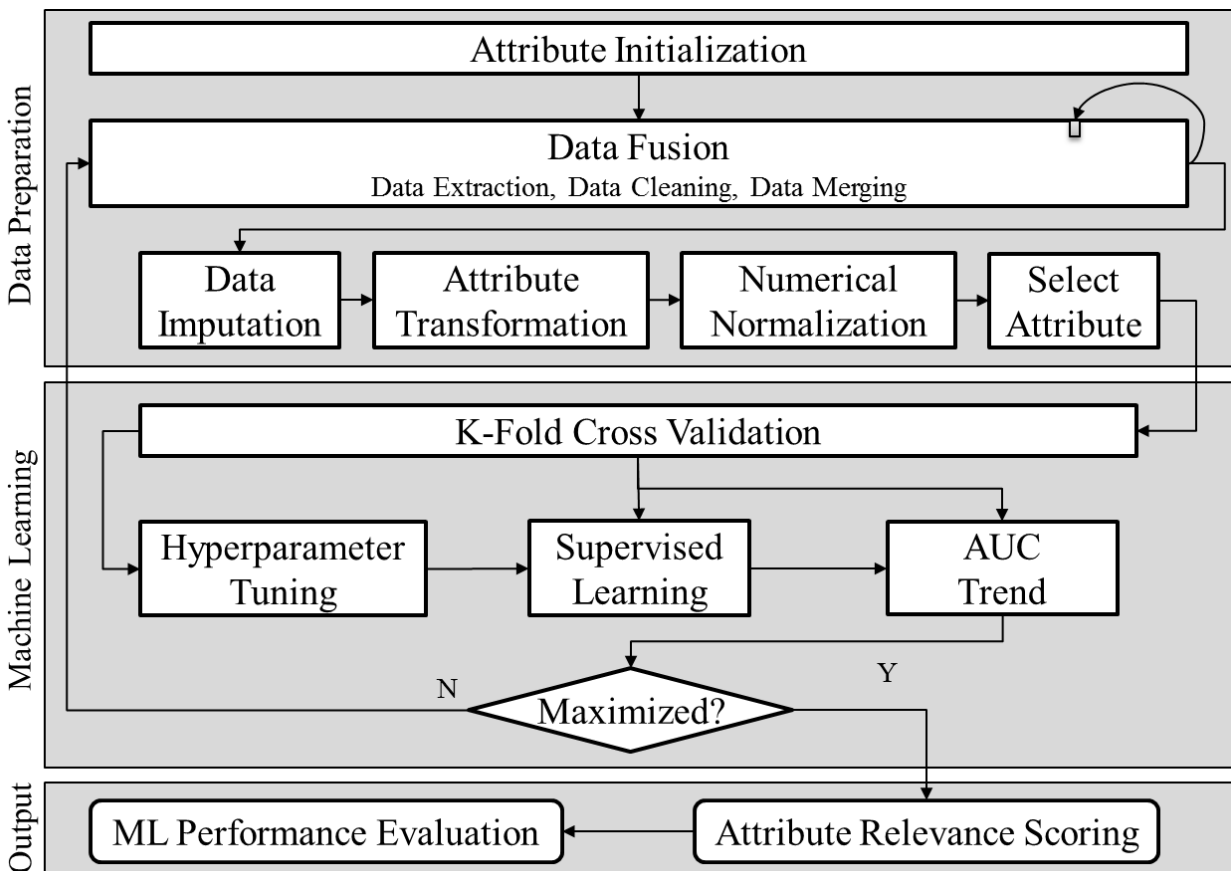 Data Preparation
Attribute Initialization
Data Fusion
Data Extraction, Data Cleaning, Data Merging
Data
Imputation
Attribute
Transformation
Numerical
Normalization
Select
Attribute
Machine Learning
K-Fold Cross Validation
Hyperparameter
Tuning
Supervised
Learning
AUC
Trend
N
Maximized?
Y
Output
ML Performance Evaluation
Attribute Relevance Scoring